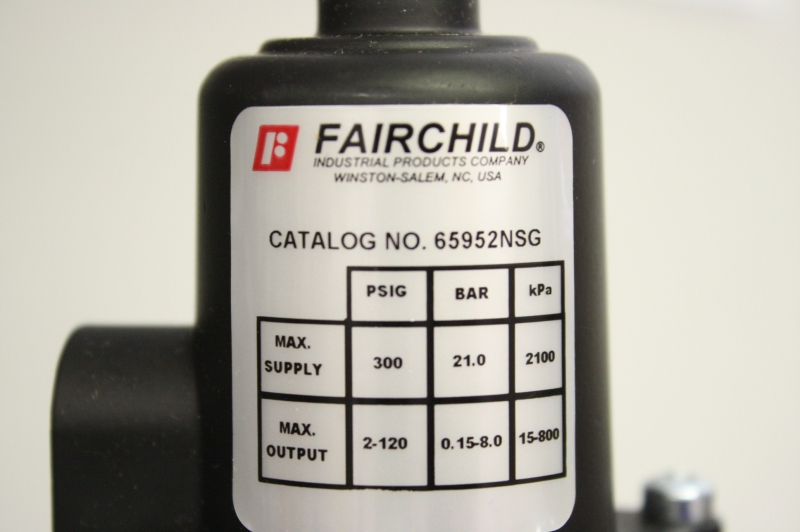 FAIRCHILD®
INDUSTRIAL PRODUCTS COMPANY
WINSTON-SALEM, NC, USA
CATALOG NO. 65952NSG
PSIG BAR kPa
MAX. SUPPLY 300 21.0 2100
MAX. OUTPUT 2-120 0.15-8.0 15-800